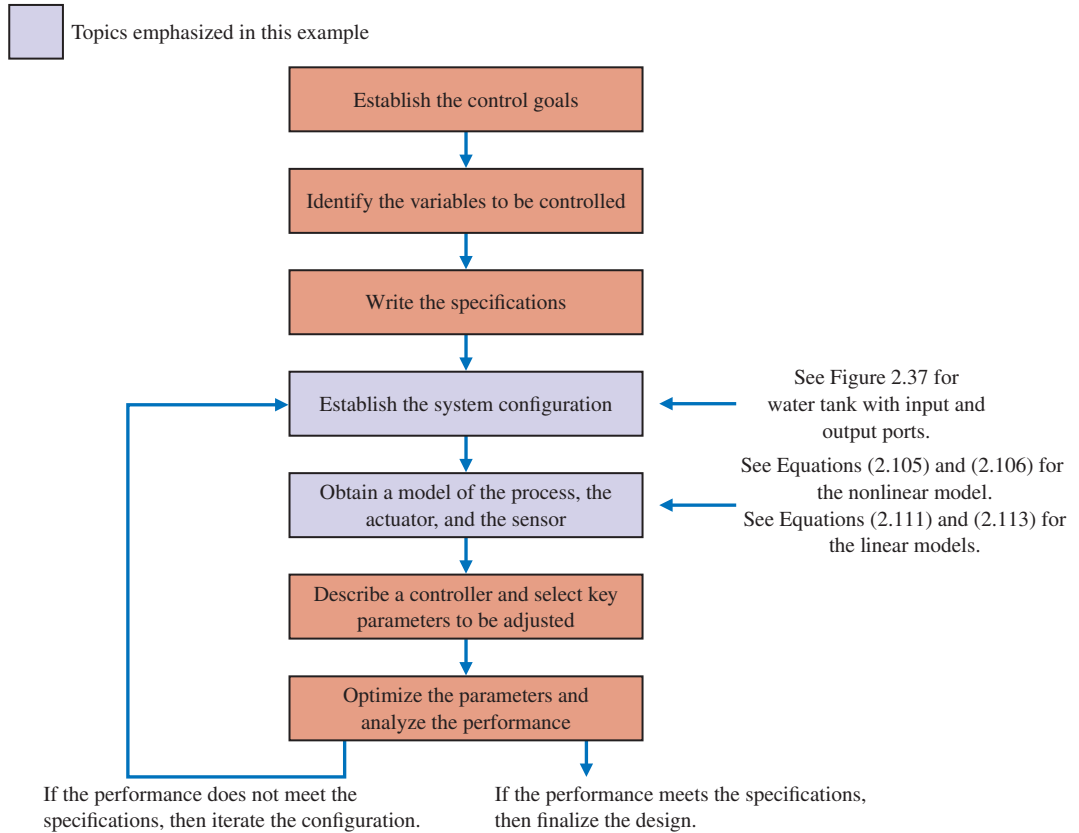 Topics emphasized in this example
Establish the control goals
Identify the variables to be controlled
Write the specifications
Establish the system configuration
See Figure 2.37 for
water tank with input and
output ports.
Obtain a model of the process, the
actuator, and the sensor
See Equations (2.105) and (2.106) for
the nonlinear model.
See Equations (2.111) and (2.113) for
the linear models.
Describe a controller and select key
parameters to be adjusted
Optimize the parameters and
analyze the performance
If the performance does not meet the
specifications, then iterate the configuration.
If the performance meets the specifications,
then finalize the design.